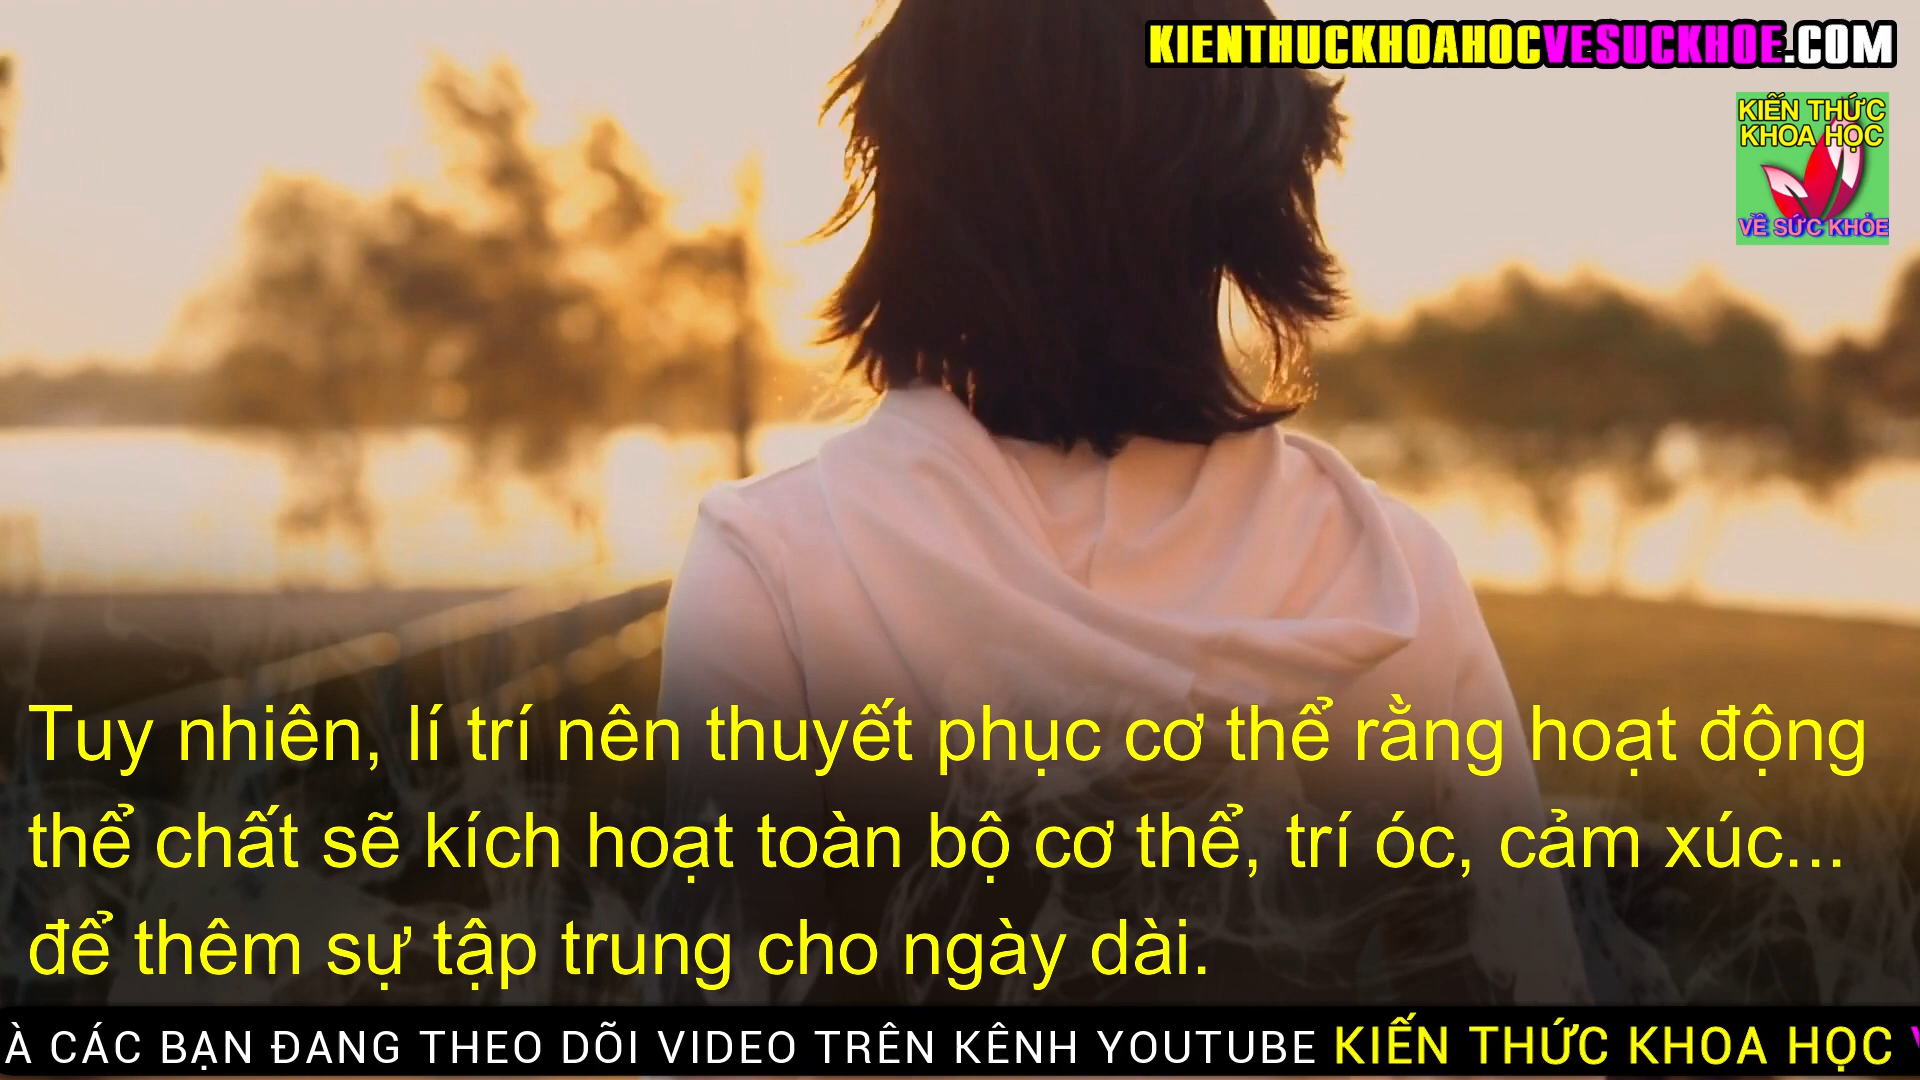 KIENTHUCKHOAHOCVESUCKHOE.COM
KIẾN THỨC
KHOA HỌC
VỀ SỨC KHỎE
Tuy nhiên, lí trí nên thuyết phục cơ thể rằng hoạt động
thể chất sẽ kích hoạt toàn bộ cơ thể, trí óc, cảm xúc...
để thêm sự tập trung cho ngày dài.
À CÁC BẠN ĐANG THEO DÕI VIDEO TRÊN KÊNH YOUTUBE KIẾN THỨC KHOA HỌC